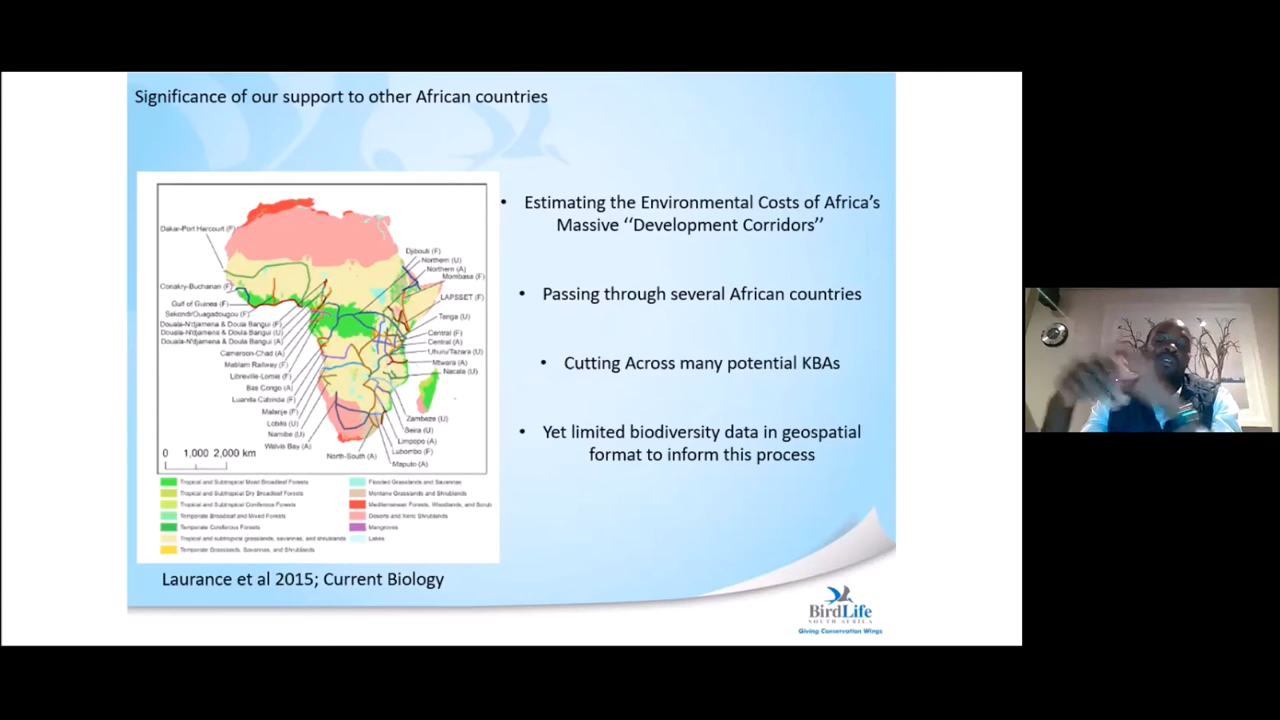 Significance of our support to other African countries
Dakar-Port Harcourt (F)
Conakry-Buchanan (F)
Gulf of Guinea (F)
Sekondi/Ouagadougou (F)
Douala-N'djamena & Doula Bangui (F)
Douala-N'djamena & Doula Bangui (U)
Douala-N'djamena & Doula Bangui (A)
Cameroon-Chad (A)
Mablam Railway (F)
Libreville-Lomie (F)
Bas Congo (A)
Luanda Cabinda (F)
Malanje (F)
Lobito (U)
Namibe (U)
Walvis Bay (A)
North-South (A)
Djibouti (F)
Northern (U)
Northern (A)
Mombasa (F)
LAPSSET (F)
Tanga (U)
Central (F)
Central (A)
Uhuru/Tazara (U)
Mtwara (A)
Nacala (U)
Zambeze (U)
Beira (U)
Limpopo (A)
Lubombo (F)
Maputo (A)
0 1,000 2,000 km
Tropical and Subtropical Moist Broadleaf Forests
Tropical and Subtropical Dry Broadleaf Forests
Tropical and Subtropical Coniferous Forests
Temperate Broadleaf and Mixed Forests
Temperate Coniferous Forests
Tropical and subtropical grasslands, savannas, and shrublands
Temperate Grasslands, Savannas, and Shrublands
Flooded Grasslands and Savannas
Montane Grasslands and Shrublands
Mediterranean Forests, Woodlands, and Scrub
Deserts and Xeric Shrublands
Mangroves
Lakes
Laurance et al 2015; Current Biology
• Estimating the Environmental Costs of Africa's
Massive ‘‘Development Corridors’’
• Passing through several African countries
• Cutting Across many potential KBAs
• Yet limited biodiversity data in geospatial
format to inform this process
BirdLife
SOUTH AFRICA
Giving Conservation Wings